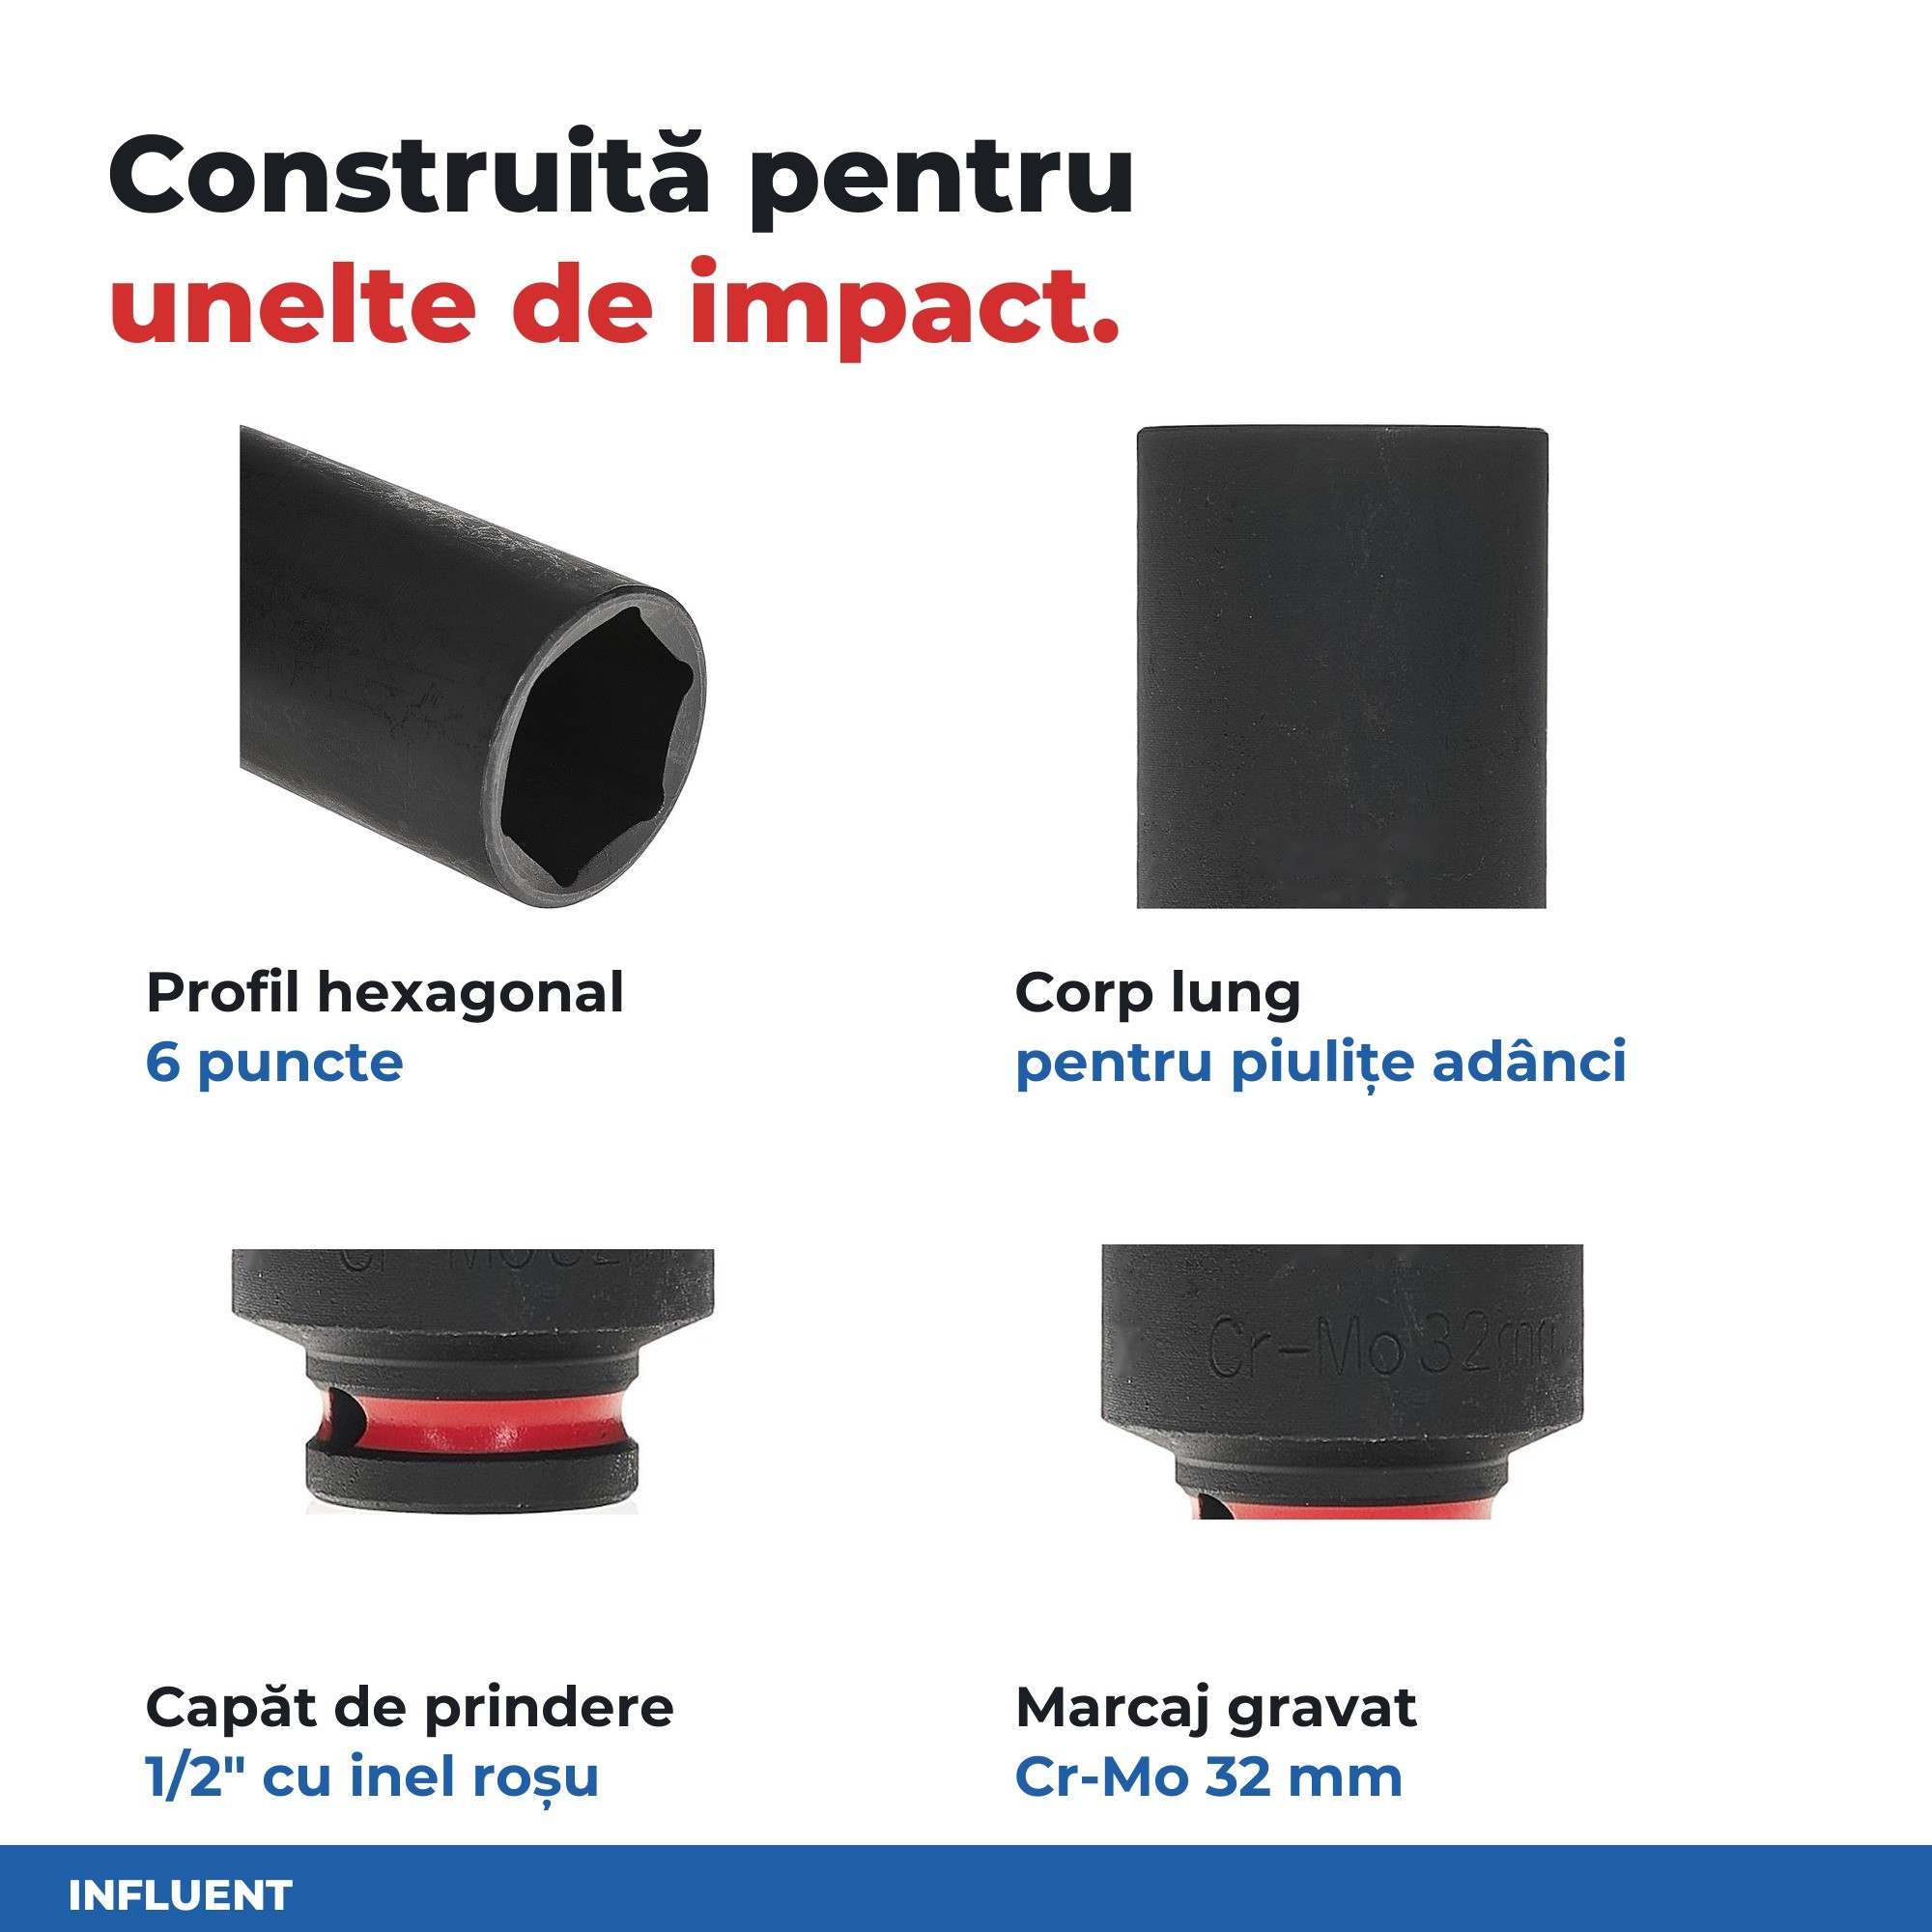 Construită pentru
unelte de impact.
Profil hexagonal
6 puncte
Corp lung
pentru piulițe adânci
Cr-Mo 32mm
Capăt de prindere
1/2" cu inel roșu
Marcaj gravat
Cr-Mo 32 mm
INFLUENT